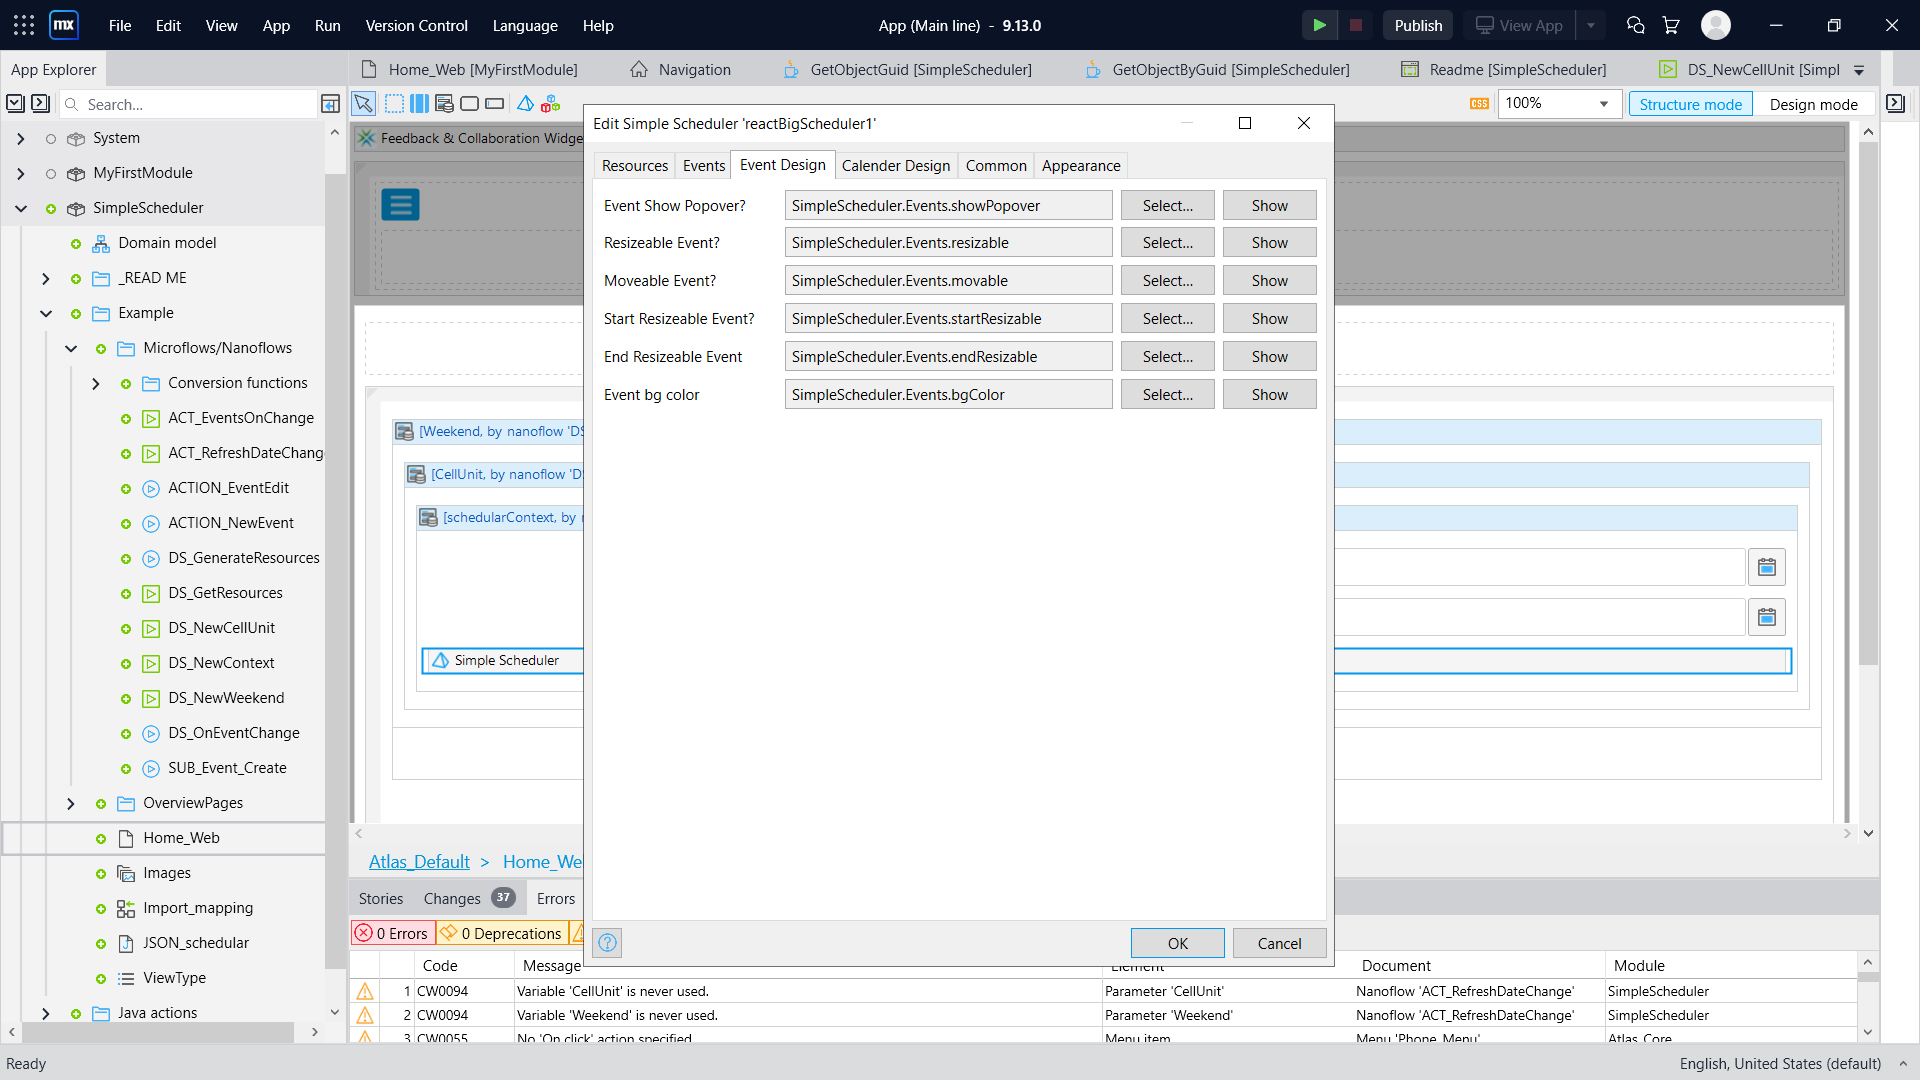 mx File Edit View App Run Version Control Language Help App (Main line) - 9.13.0 Publish View App
App Explorer
Home_Web [MyFirstModule] Navigation GetObjectGuid [SimpleScheduler] GetObjectByGuid [SimpleScheduler] Readme [SimpleScheduler] DS_NewCellUnit [Simpl
Search...
CSS 100% Structure mode Design mode
System
MyFirstModule
SimpleScheduler
Domain model
_READ ME
Example
Microflows/Nanoflows
Conversion functions
ACT_EventsOnChange
ACT_RefreshDateChang
ACTION_EventEdit
ACTION_NewEvent
DS_GenerateResources
DS_GetResources
DS_NewCellUnit
DS_NewContext
DS_NewWeekend
DS_OnEventChange
SUB_Event_Create
OverviewPages
Home_Web
Images
Import_mapping
JSON_schedular
ViewType
Java actions
Feedback & Collaboration Widge
[Weekend, by nanoflow 'DS
[CellUnit, by nanoflow 'D
[schedularContext, by
Simple Scheduler
Edit Simple Scheduler 'reactBigScheduler1'
Resources Events Event Design Calender Design Common Appearance
Event Show Popover? SimpleScheduler.Events.showPopover Select... Show
Resizeable Event? SimpleScheduler.Events.resizable Select... Show
Moveable Event? SimpleScheduler.Events.movable Select... Show
Start Resizeable Event? SimpleScheduler.Events.startResizable Select... Show
End Resizeable Event SimpleScheduler.Events.endResizable Select... Show
Event bg color SimpleScheduler.Events.bgColor Select... Show
? OK Cancel
Atlas_Default > Home_We
Stories Changes 37 Errors
0 Errors 0 Deprecations
Code Message Element Document Module
1 CW0094 Variable 'CellUnit' is never used. Parameter 'CellUnit' Nanoflow 'ACT_RefreshDateChange' SimpleScheduler
2 CW0094 Variable 'Weekend' is never used. Parameter 'Weekend' Nanoflow 'ACT_RefreshDateChange' SimpleScheduler
3 CW0055 No 'On click' action specified Menu item Menu 'Phone_Menu' Atlas_Core
Ready English, United States (default)